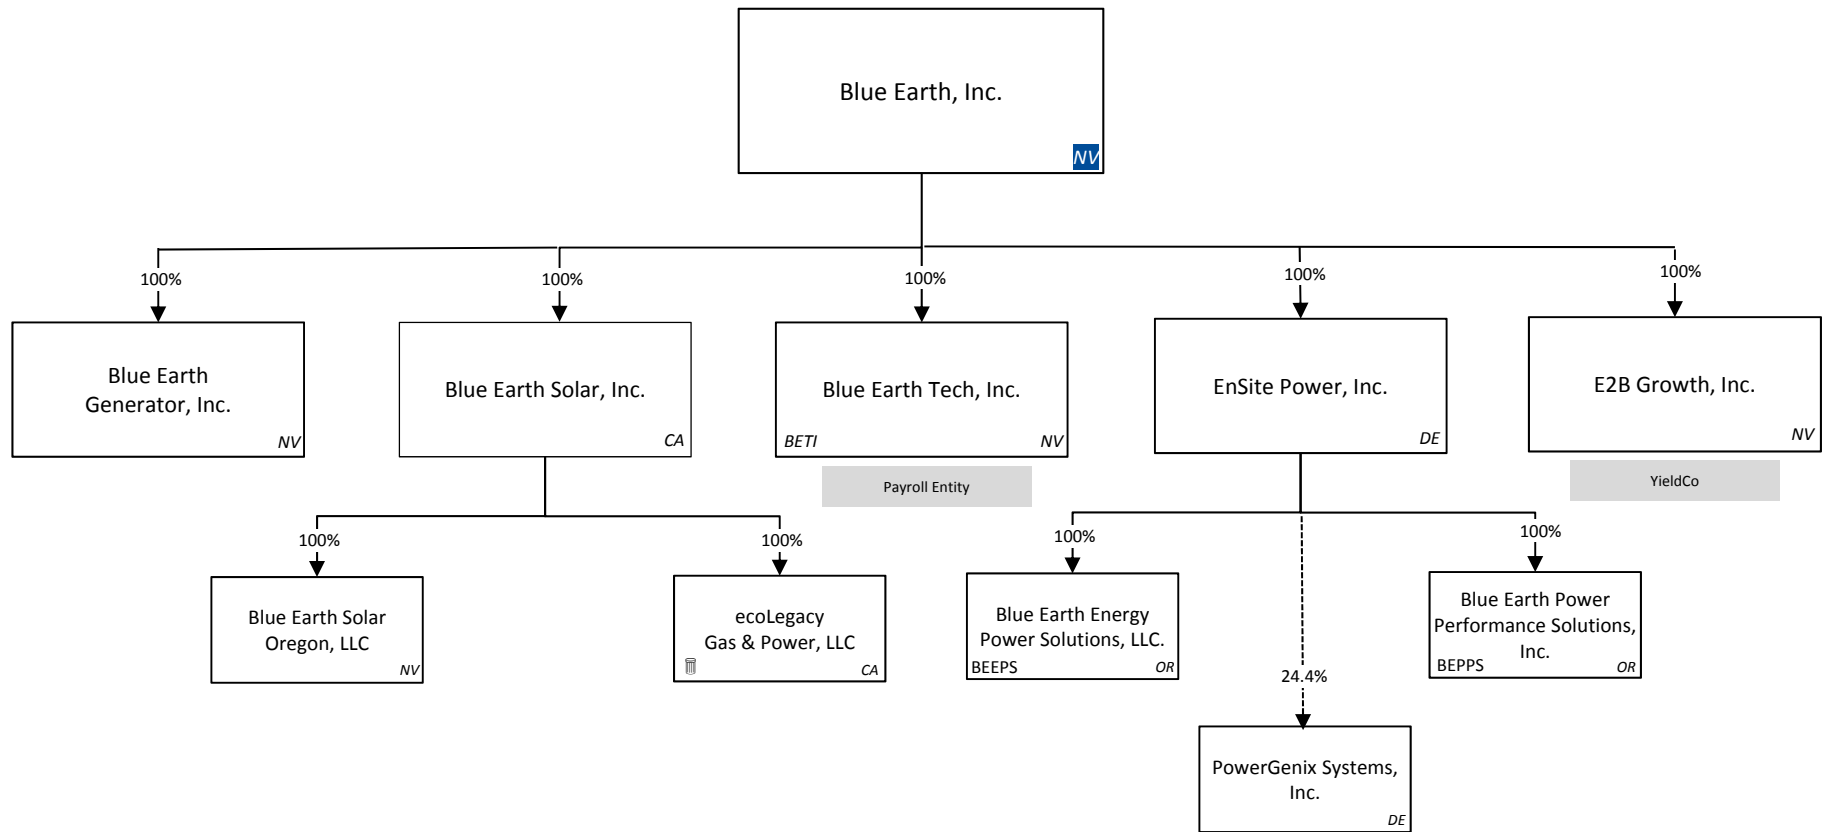 Blue Earth, Inc.
NV
100%
100%
100%
100%
100%
Blue Earth
Generator, Inc.
NV
Blue Earth Solar, Inc.
CA
Blue Earth Tech, Inc.
BETI
NV
EnSite Power, Inc.
DE
E2B Growth, Inc.
NV
Payroll Entity
YieldCo
100%
100%
100%
100%
Blue Earth Solar
Oregon, LLC
NV
ecoLegacy
Gas & Power, LLC
CA
Blue Earth Energy
Power Solutions, LLC.
BEEPS
OR
Blue Earth Power
Performance Solutions,
Inc.
BEPPS
OR
24.4%
PowerGenix Systems,
Inc.
DE